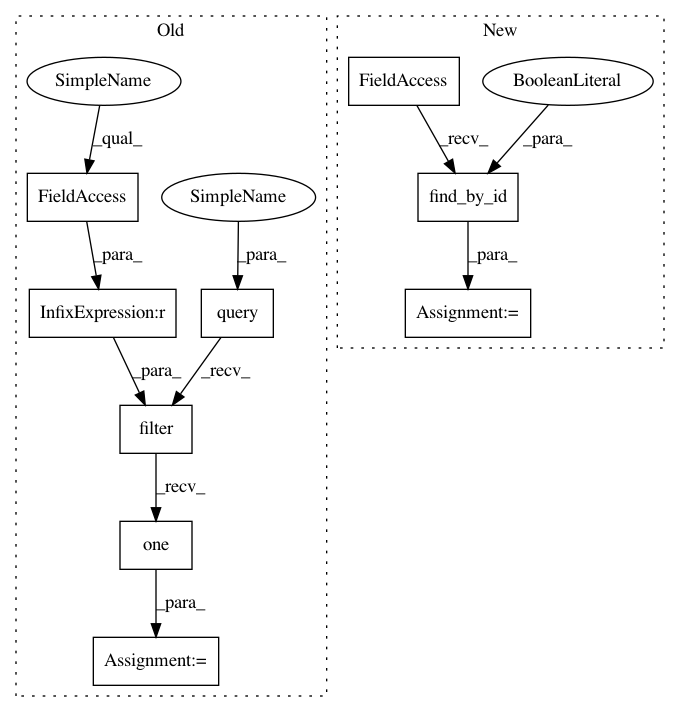 Old
New
SimpleName
FieldAccess
BooleanLiteral
_qual_
_recv_
_para_
FieldAccess
SimpleName
find_by_id
_para_
_para_
_para_
InfixExpression:r
query
Assignment:=
_para_
_recv_
filter
_recv_
one
_para_
Assignment:=